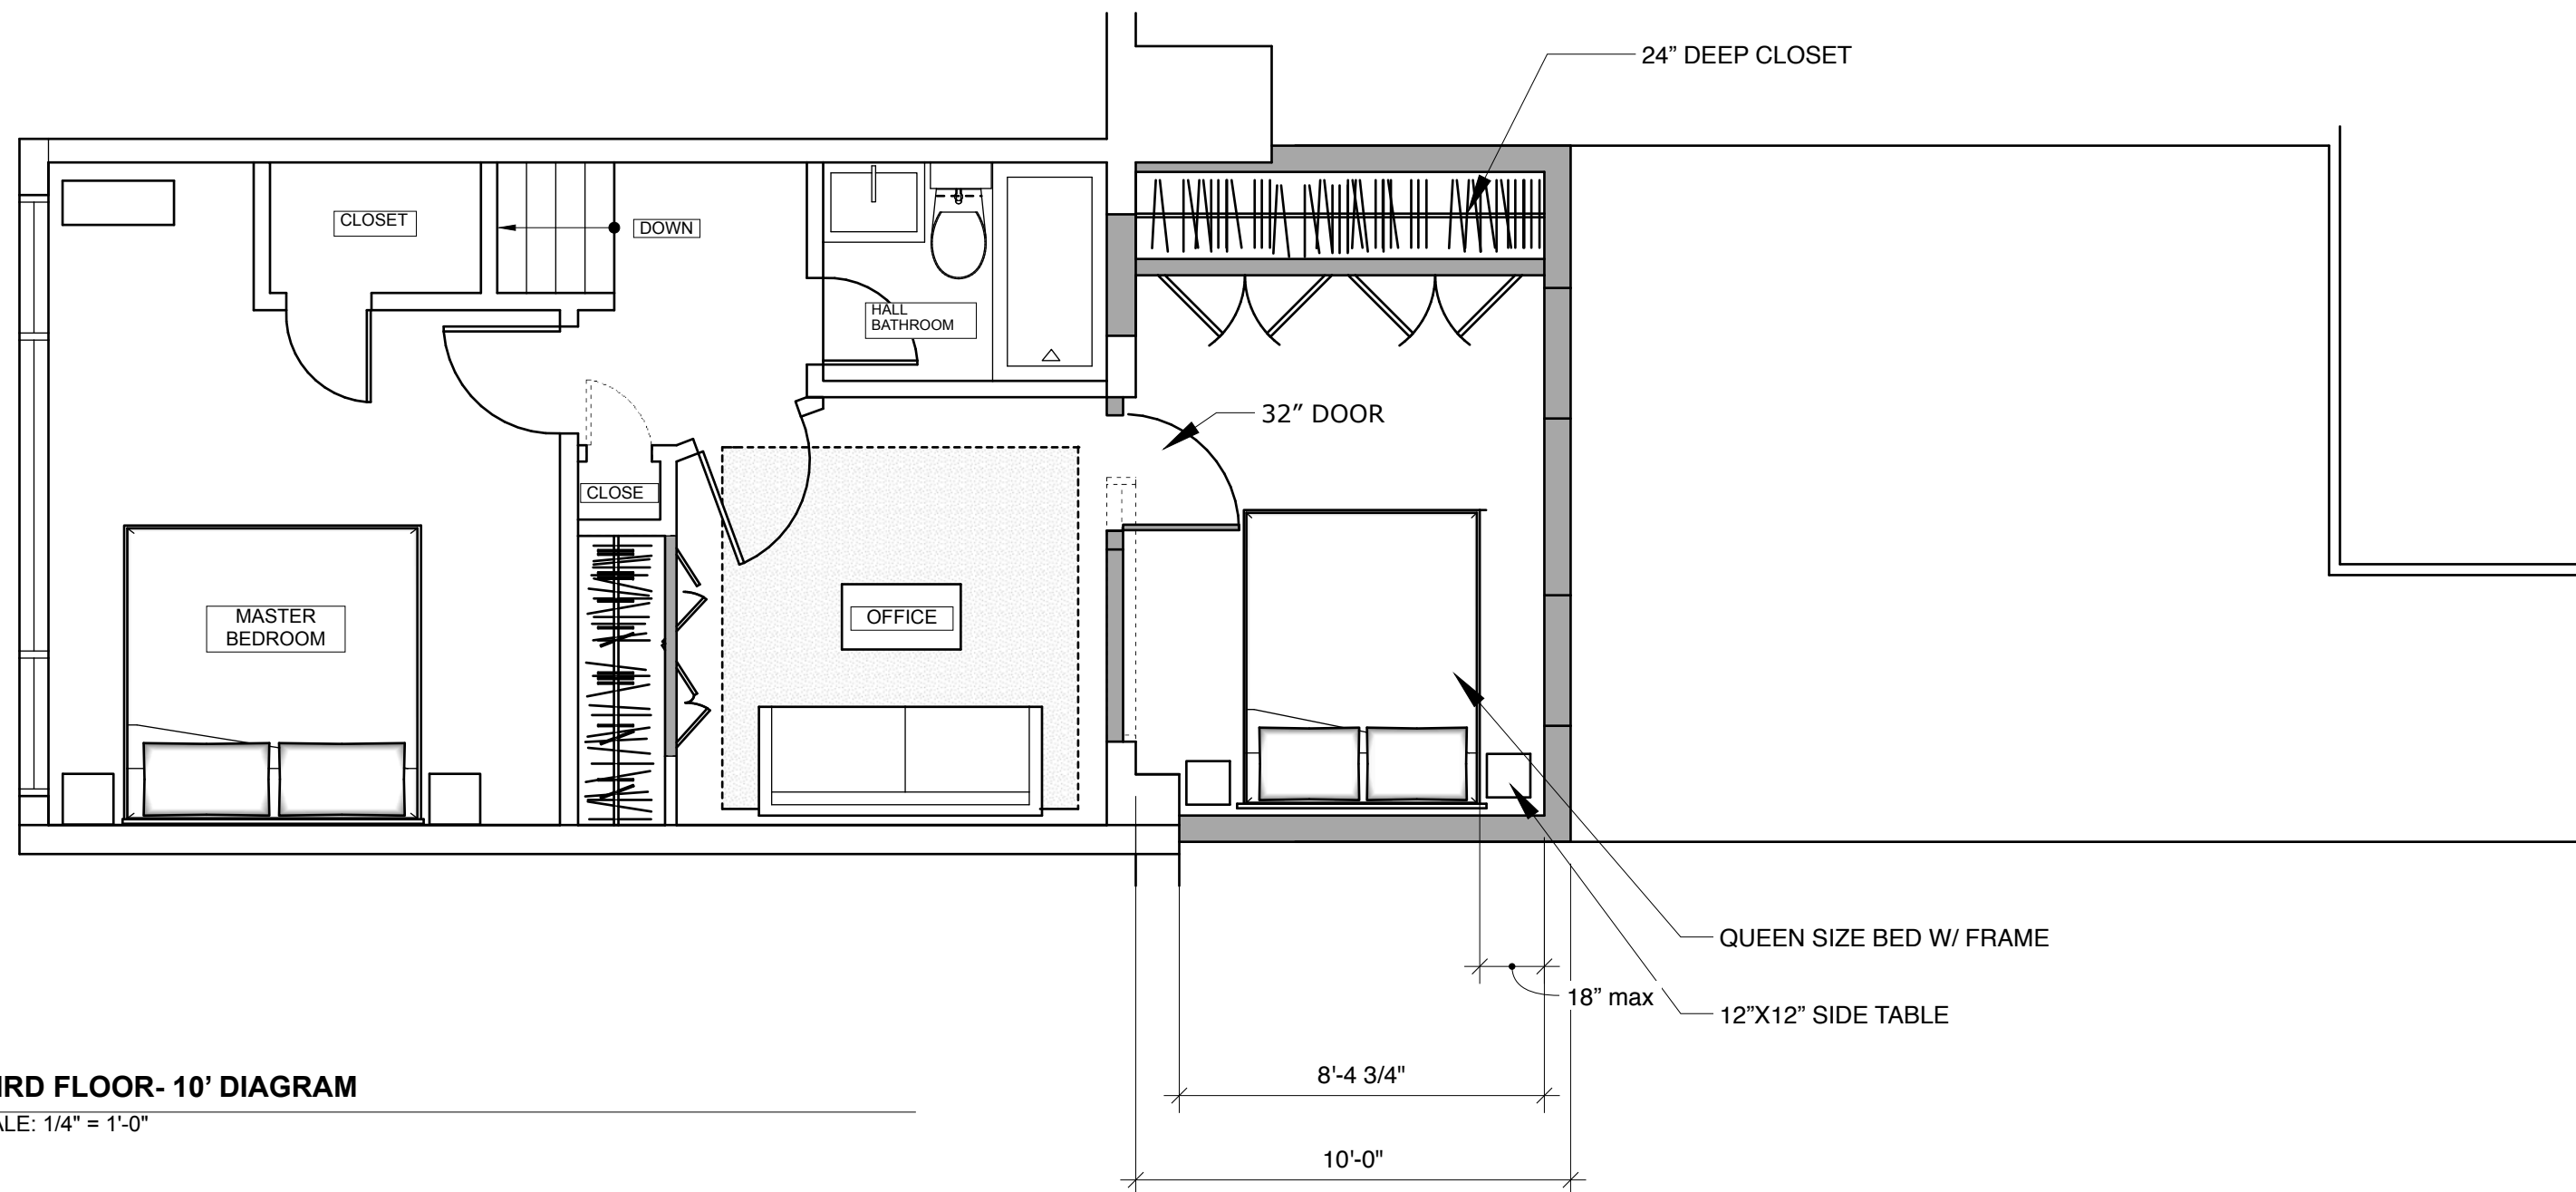 24” DEEP CLOSET
CLOSET
DOWN
HALL
BATHROOM
32” DOOR
CLOSE
MASTER
BEDROOM
OFFICE
QUEEN SIZE BED W/ FRAME
18” max
12”X12” SIDE TABLE
8'-4 3/4"
IRD FLOOR- 10’ DIAGRAM
ALE: 1/4" = 1'-0"
10'-0"